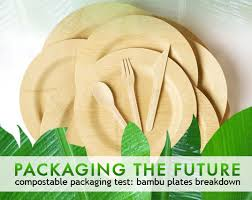 PACKAGING THE FUTURE
compostable packaging test: bambu plates breakdown